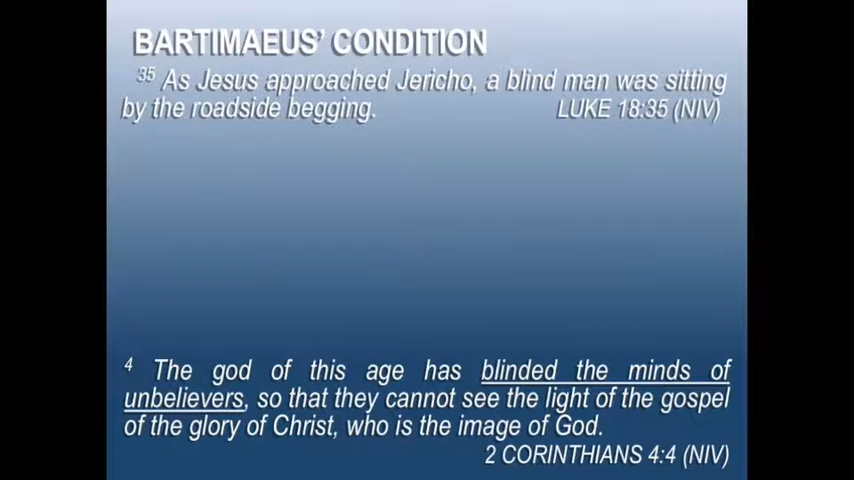 BARTIMAEUS' CONDITION
35 As Jesus approached Jericho, a blind man was sitting
by the roadside begging. LUKE 18:35 (NIV)
4 The god of this age has blinded the minds of
unbelievers, so that they cannot see the light of the gospel
of the glory of Christ, who is the image of God.
2 CORINTHIANS 4:4 (NIV)